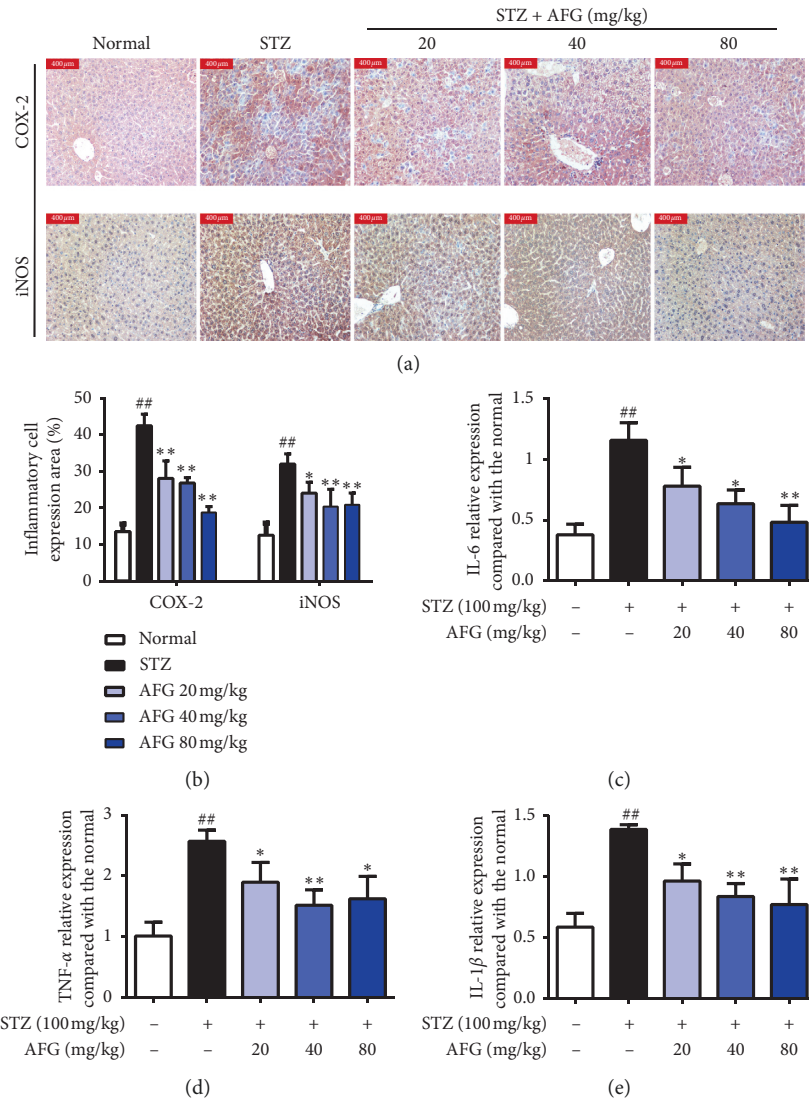 STZ + AFG (mg/kg)
Normal STZ 20 40 80
COX-2
400 μm 400 μm 400 μm 400 μm 400 μm
iNOS
400 μm 400 μm 400 μm 400 μm 400 μm
(a)
Inflammatory cell
expression area (%)
50
40
30
20
10
0
## ** ** ** ## * ** **
COX-2 iNOS
Normal
STZ
AFG 20 mg/kg
AFG 40 mg/kg
AFG 80 mg/kg
(b)
IL-6 relative expression
compared with the normal
1.5
1
0.5
0.0
## * * **
STZ (100 mg/kg) – + + + +
AFG (mg/kg) – – 20 40 80
(c)
TNF-α relative expression
compared with the normal
3
2
1
0
## * ** *
STZ (100 mg/kg) – + + + +
AFG (mg/kg) – – 20 40 80
(d)
IL-1β relative expression
compared with the normal
1.5
1.0
0.5
0.0
## * ** **
STZ (100 mg/kg) – + + + +
AFG (mg/kg) – – 20 40 80
(e)